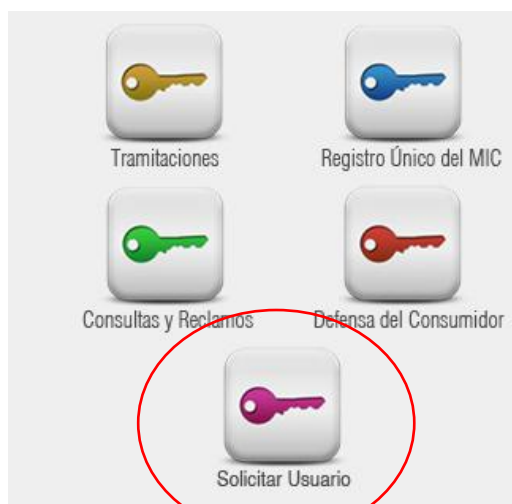 Tramitaciones
Registro Único del MIC
Consultas y Reclamos
Defensa del Consumidor
Solicitar Usuario